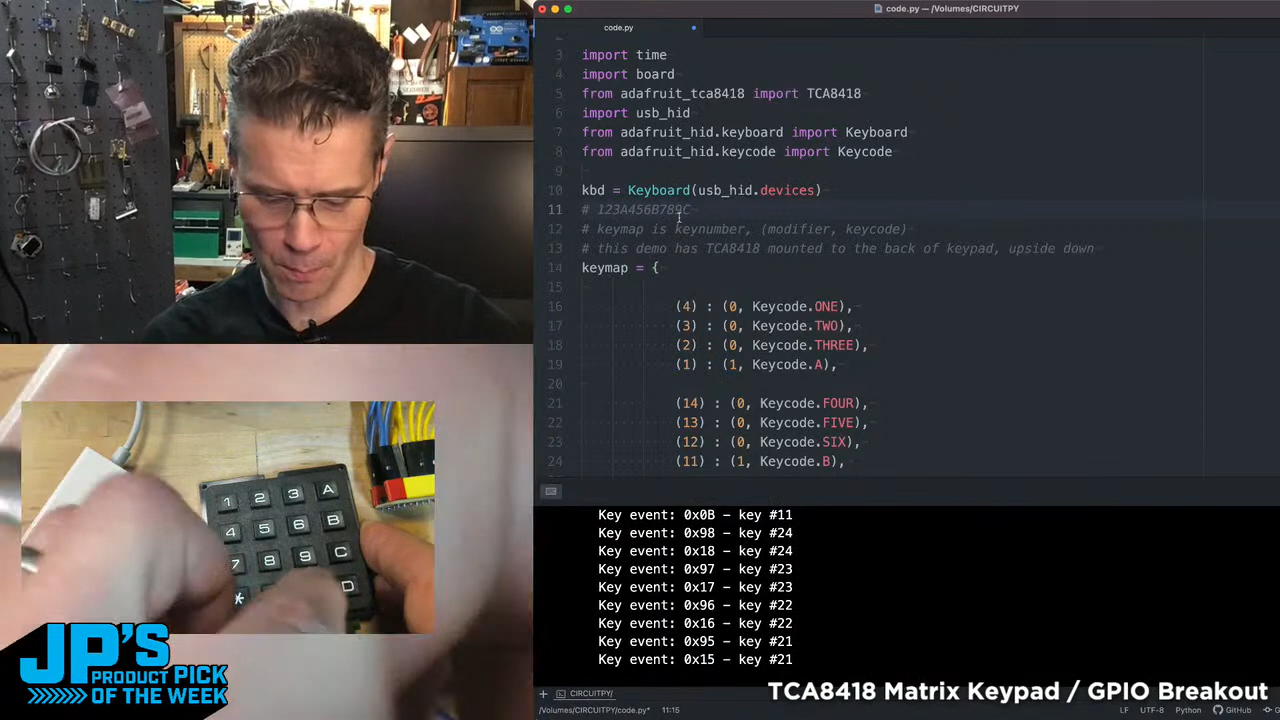 code.py — /Volumes/CIRCUITPY
code.py
3 import time
4 import board
5 from adafruit_tca8418 import TCA8418
6 import usb_hid
7 from adafruit_hid.keyboard import Keyboard
8 from adafruit_hid.keycode import Keycode
9
10 kbd = Keyboard(usb_hid.devices)
11 # 123A456B789C
12 # keymap is keynumber, (modifier, keycode)
13 # this demo has TCA8418 mounted to the back of keypad, upside down
14 keymap = {
15
16 (4) : (0, Keycode.ONE),
17 (3) : (0, Keycode.TWO),
18 (2) : (0, Keycode.THREE),
19 (1) : (1, Keycode.A),
20
21 (14) : (0, Keycode.FOUR),
22 (13) : (0, Keycode.FIVE),
23 (12) : (0, Keycode.SIX),
24 (11) : (1, Keycode.B),
Key event: 0x0B - key #11
Key event: 0x98 - key #24
Key event: 0x18 - key #24
Key event: 0x97 - key #23
Key event: 0x17 - key #23
Key event: 0x96 - key #22
Key event: 0x16 - key #22
Key event: 0x95 - key #21
Key event: 0x15 - key #21
+ CIRCUITPY/
/Volumes/CIRCUITPY/code.py* 11:15 LF UTF-8 Python GitHub
1 2 3 A
4 5 6 B
7 8 9 C
* D
JP'S
PRODUCT PICK
OF THE WEEK
TCA8418 Matrix Keypad / GPIO Breakout